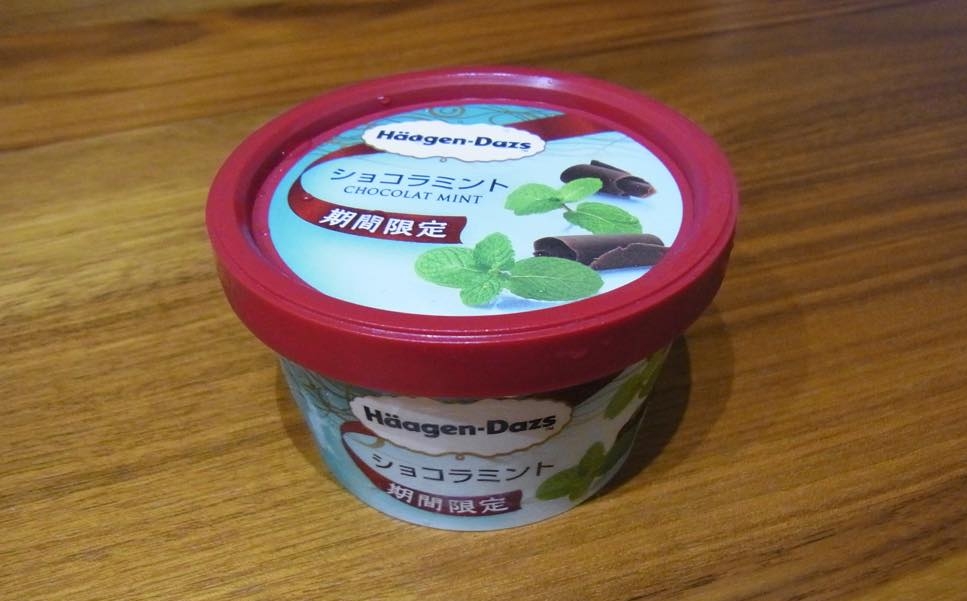 Häagen-Dazs
ショコラミント
CHOCOLAT MINT
期間限定
Häagen-Dazs
ショコラミント
期間限定